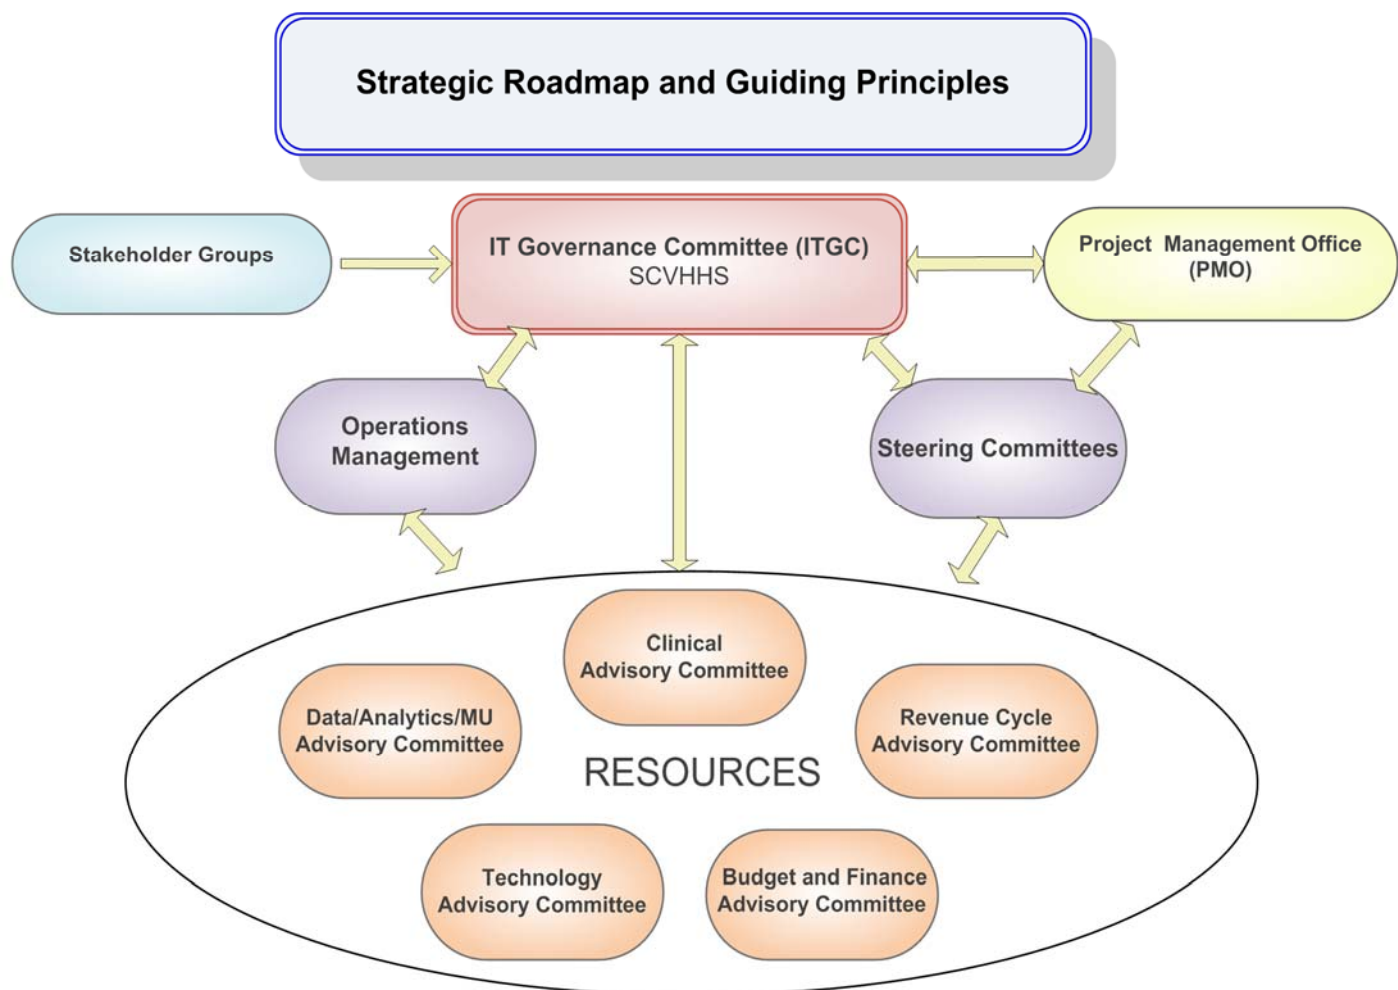 Strategic Roadmap and Guiding Principles
Stakeholder Groups
IT Governance Committee (ITGC)
SCVHHS
Project Management Office
(PMO)
Operations
Management
Steering Committees
Clinical
Advisory Committee
Data/Analytics/MU
Advisory Committee
Revenue Cycle
Advisory Committee
RESOURCES
Technology
Advisory Committee
Budget and Finance
Advisory Committee